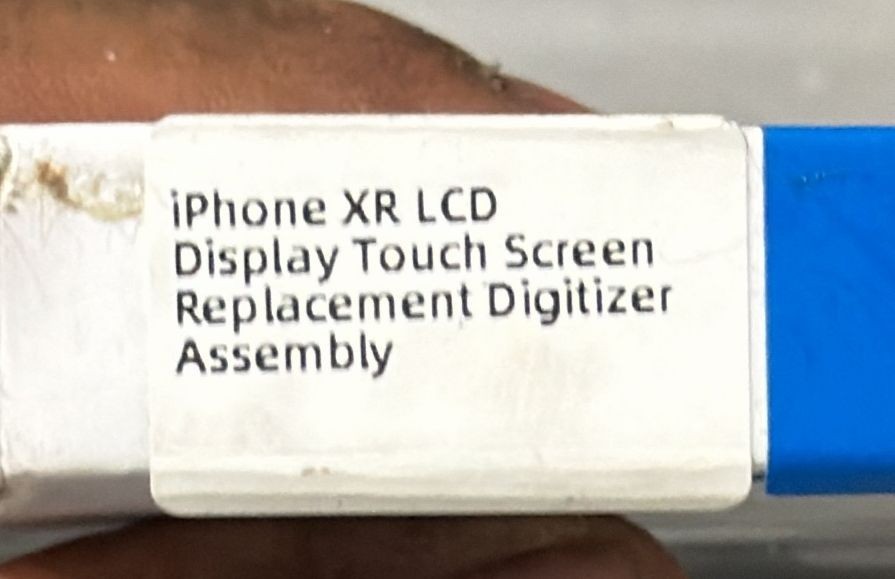 iPhone XR LCD
Display Touch Screen
Replacement Digitizer
Assembly